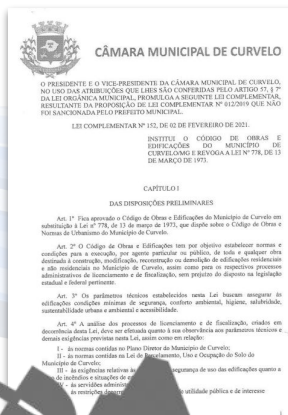 CÂMARA MUNICIPAL DE CURVELO
O PRESIDENTE E O VICE-PRESIDENTE DA CÂMARA MUNICIPAL DE CURVELO,
NO USO DAS ATRIBUIÇÕES QUE LHES SÃO CONFERIDAS PELO ARTIGO 57, § 7º
DA LEI ORGÂNICA MUNICIPAL, PROMULGA A SEGUINTE LEI COMPLEMENTAR,
RESULTANTE DA PROPOSIÇÃO DE LEI COMPLEMENTAR Nº 012/2019 QUE NÃO
FOI SANCIONADA PELO PREFEITO MUNICIPAL.
LEI COMPLEMENTAR Nº 152, DE 02 DE FEVEREIRO DE 2021.
INSTITUI O CÓDIGO DE OBRAS E
EDIFICAÇÕES DO MUNICÍPIO DE
CURVELO/MG E REVOGA A LEI Nº 778, DE 13
DE MARÇO DE 1973.
CAPÍTULO I
DAS DISPOSIÇÕES PRELIMINARES
Art. 1º Fica aprovado o Código de Obras e Edificações do Município de Curvelo em
substituição à Lei nº 778, de 13 de março de 1973, que dispõe sobre o Código de Obras e
Normas de Urbanismo do Município de Curvelo.
Art. 2º O Código de Obras e Edificações tem por objetivo estabelecer normas e
condições para a execução, por agente particular ou público, de toda e qualquer obra
destinada à construção, modificação, reconstrução ou demolição de edificações residenciais
e não residenciais no Município de Curvelo, assim como para os respectivos processos
administrativos de licenciamento e de fiscalização, sem prejuízo do disposto na legislação
estadual e federal pertinente.
Art. 3º Os parâmetros técnicos estabelecidos nesta Lei buscam assegurar às
edificações condições mínimas de segurança, conforto ambiental, higiene, salubridade,
sustentabilidade urbana e ambiental e acessibilidade.
Art. 4º A análise dos processos de licenciamento e de fiscalização, criados em
decorrência desta Lei, deve ser efetuada quanto à sua observância aos parâmetros técnicos e
demais exigências previstas nesta Lei, assim como em relação:
I - às normas contidas no Plano Diretor do Município de Curvelo;
II - às normas contidas na Lei de Parcelamento, Uso e Ocupação do Solo do
Município de Curvelo;
III - às exigências relativas às segurança de uso das edificações quanto a
de incêndio e situações de
IV - às servidões
utilidade pública e de interesse